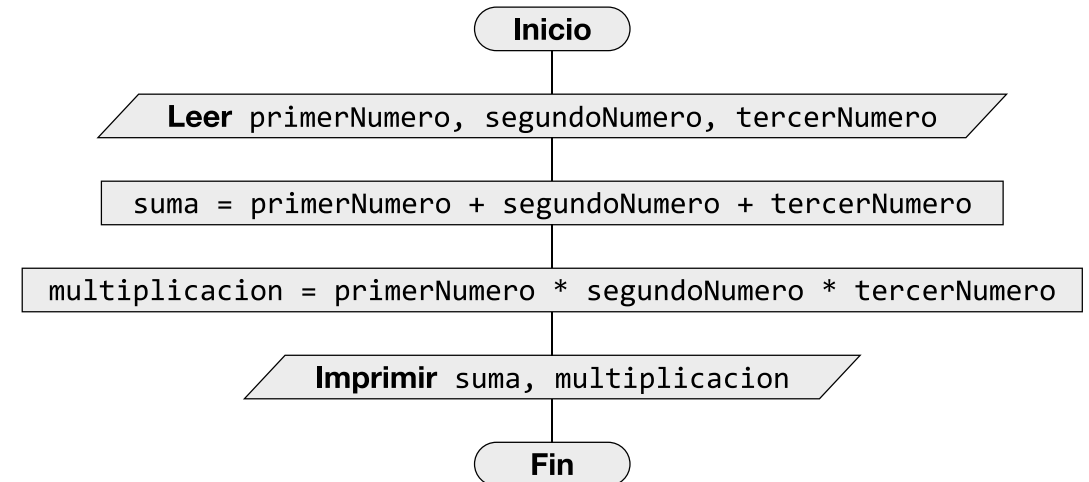 Inicio
Leer primerNumero, segundoNumero, tercerNumero
suma = primerNumero + segundoNumero + tercerNumero
multiplicacion = primerNumero * segundoNumero * tercerNumero
Imprimir suma, multiplicacion
Fin